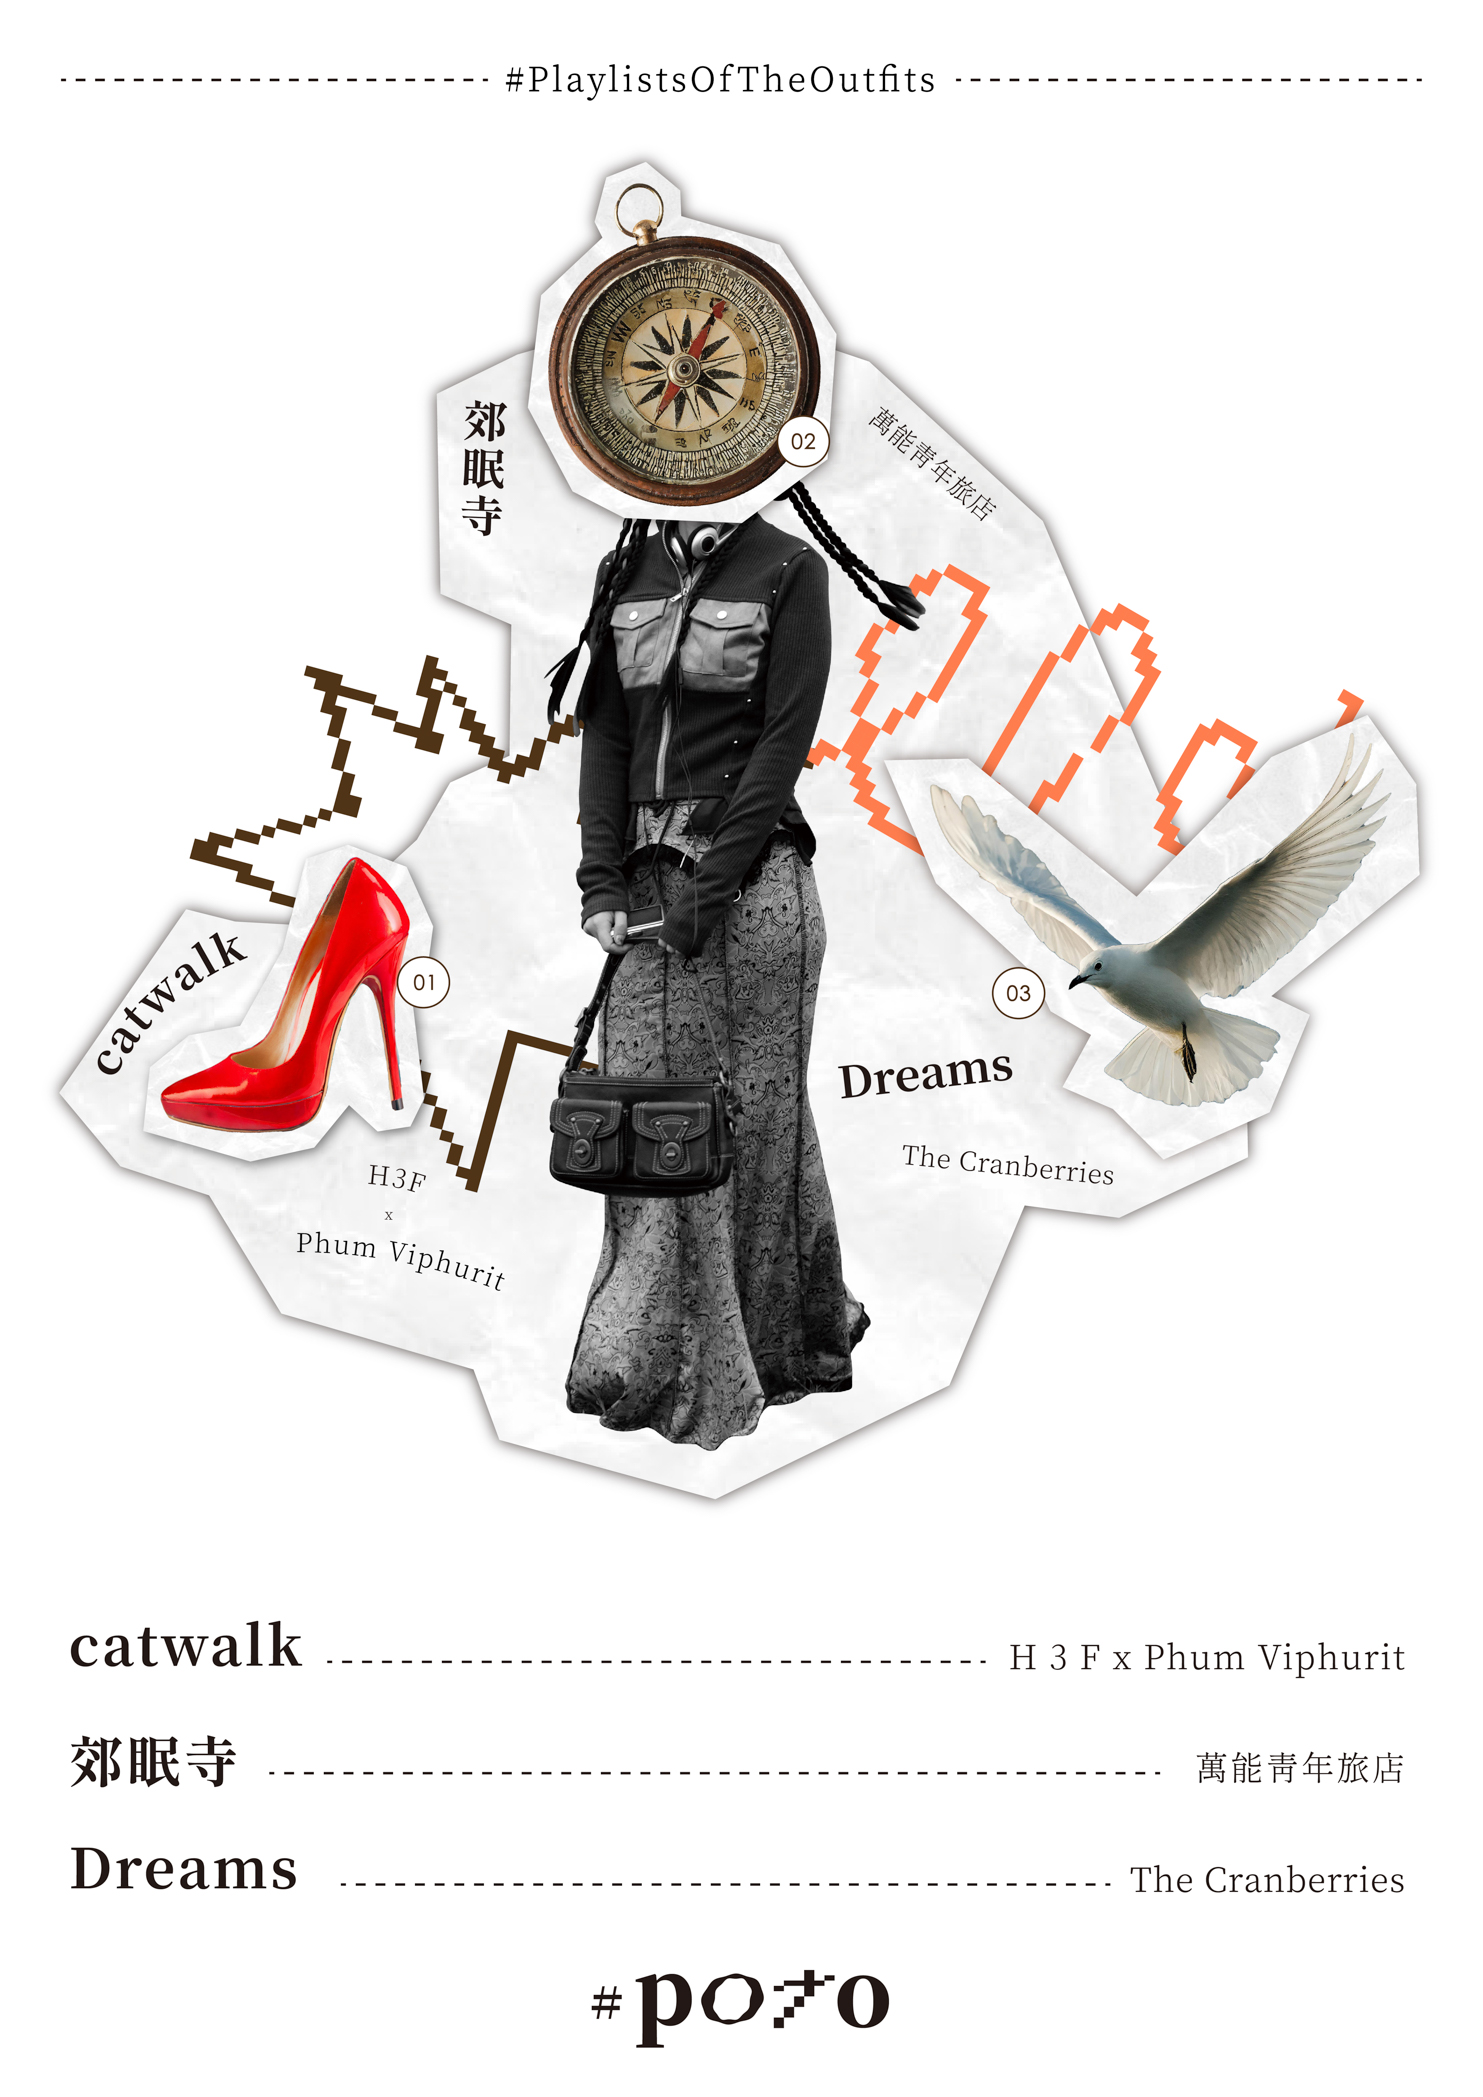 #PlaylistsOfTheOutfits
郊眠寺
02
萬能青年旅店
catwalk
01
03
Dreams
The Cranberries
H3F
x
Phum Viphurit
catwalk H 3 F x Phum Viphurit
郊眠寺 萬能青年旅店
Dreams The Cranberries
#poto